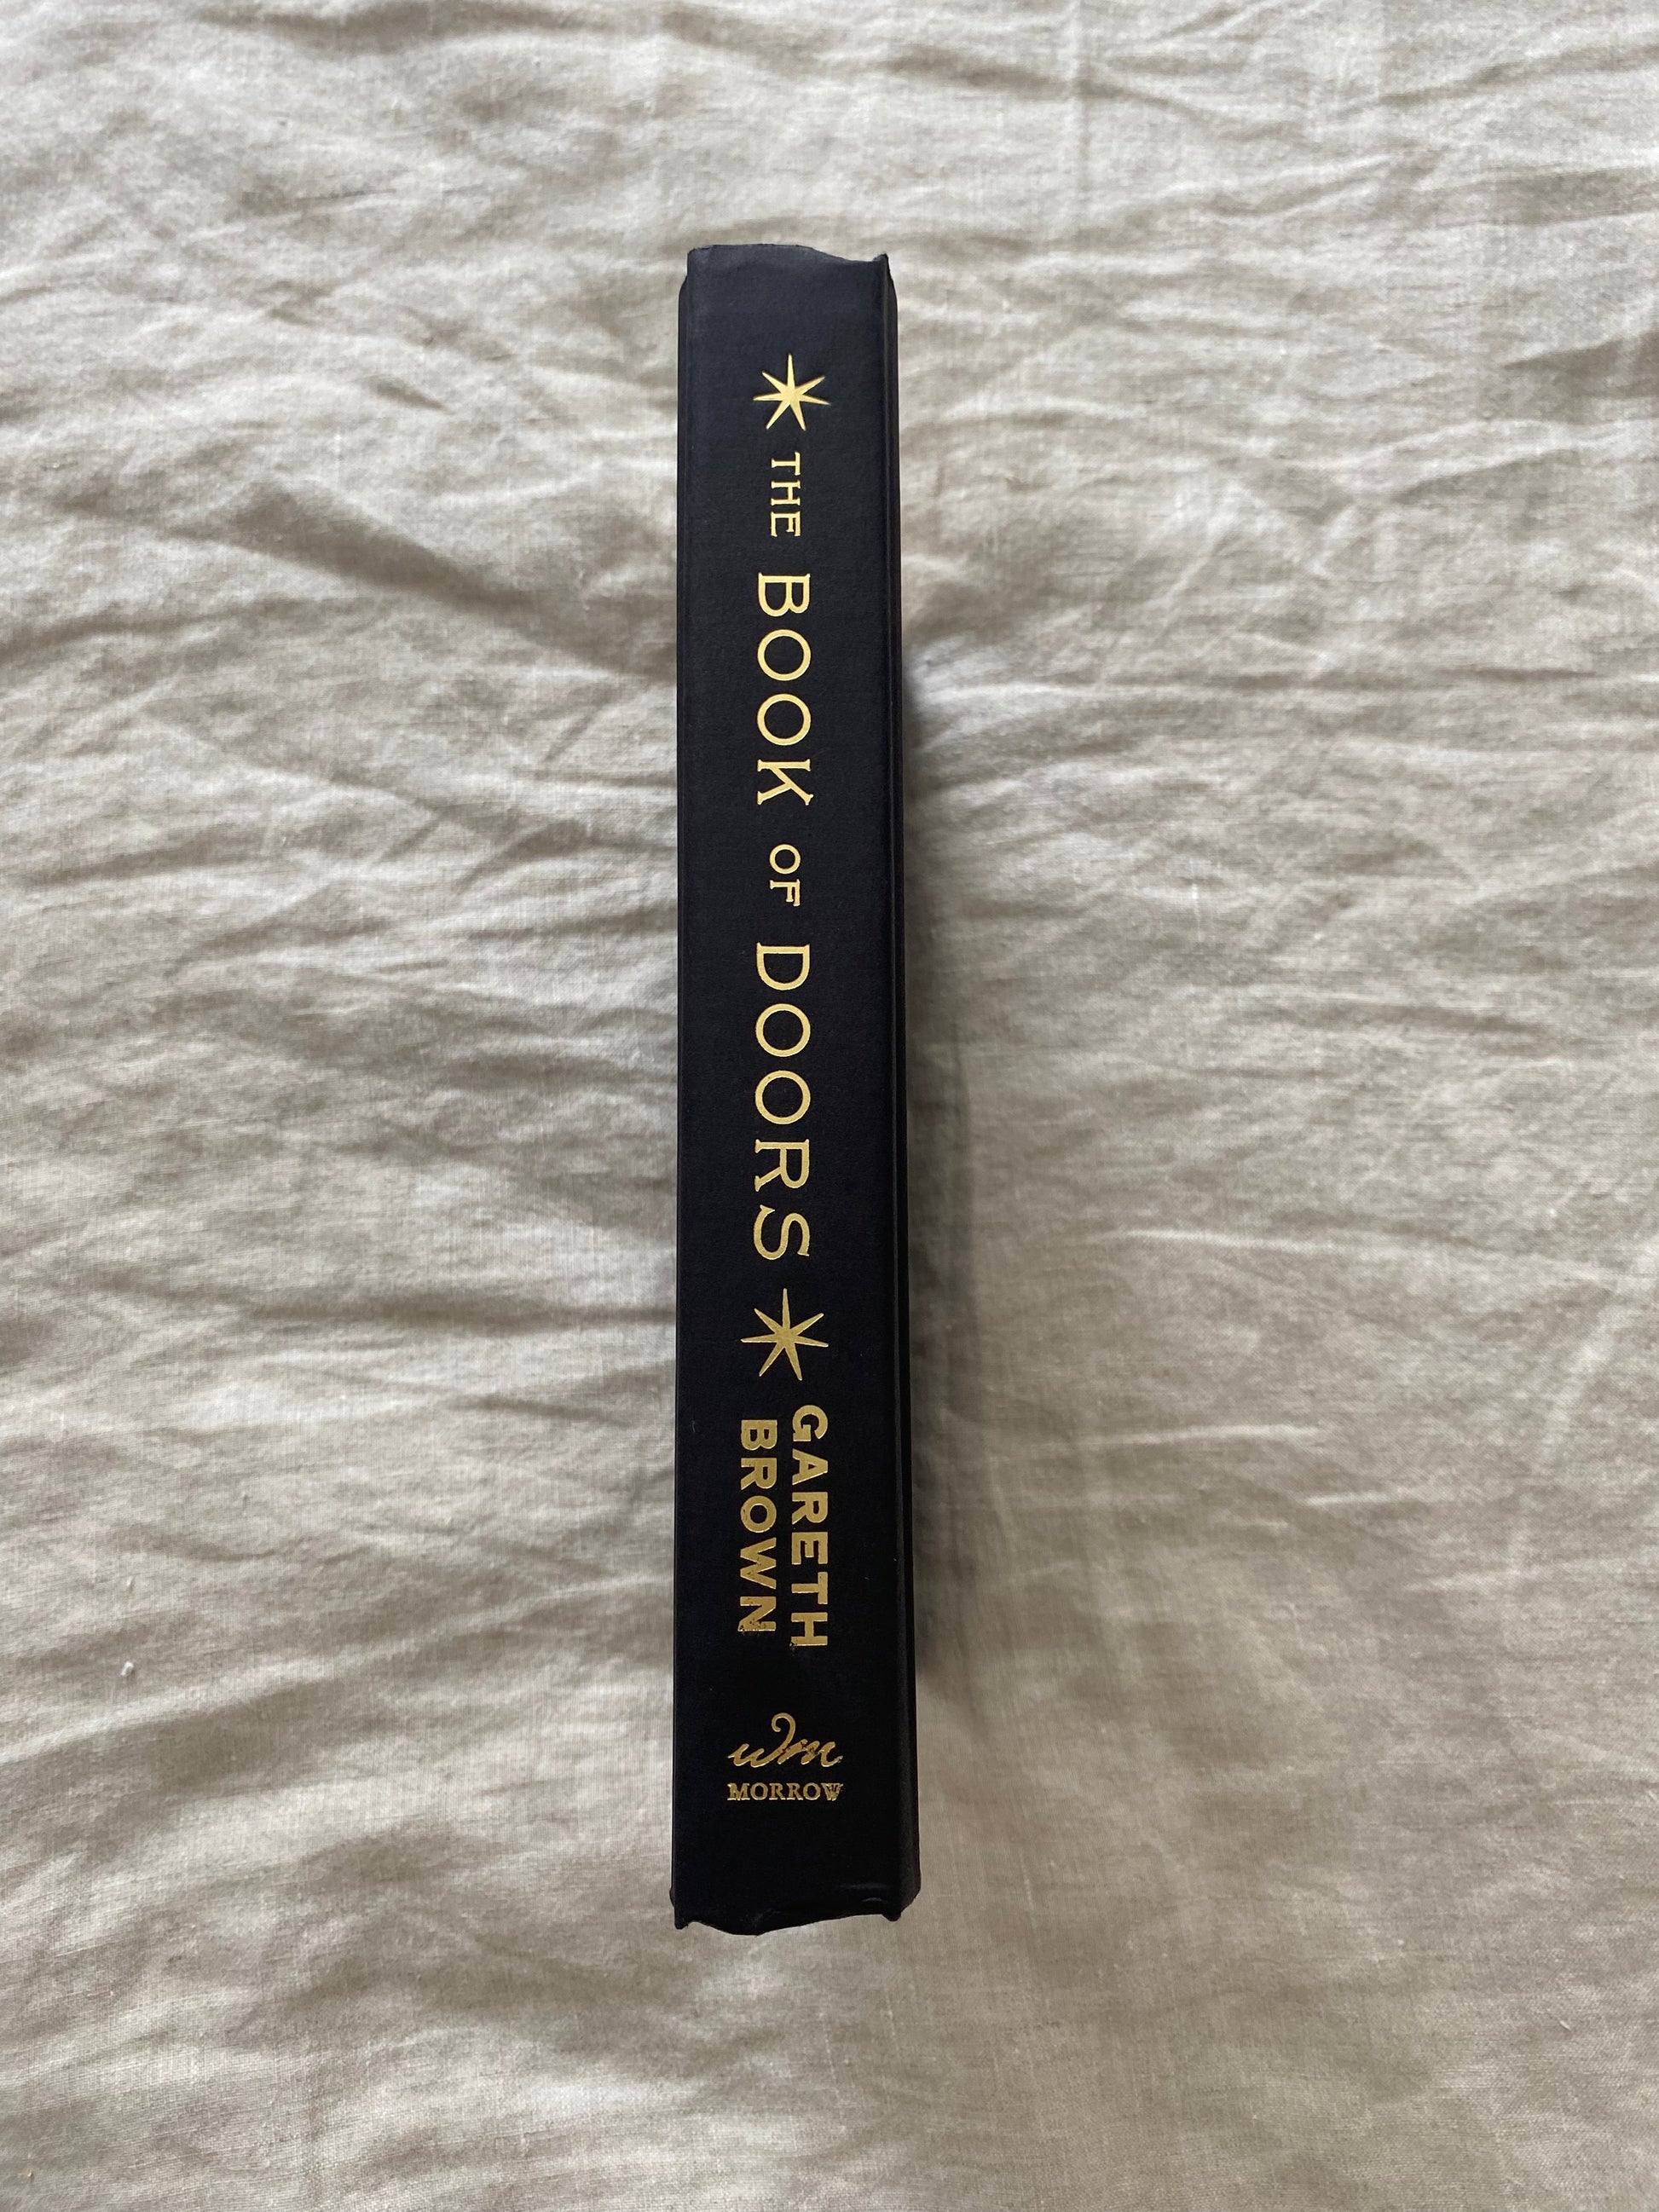 THE BOOK OF DOORS
GARETH
BROWN
wm
MORROW